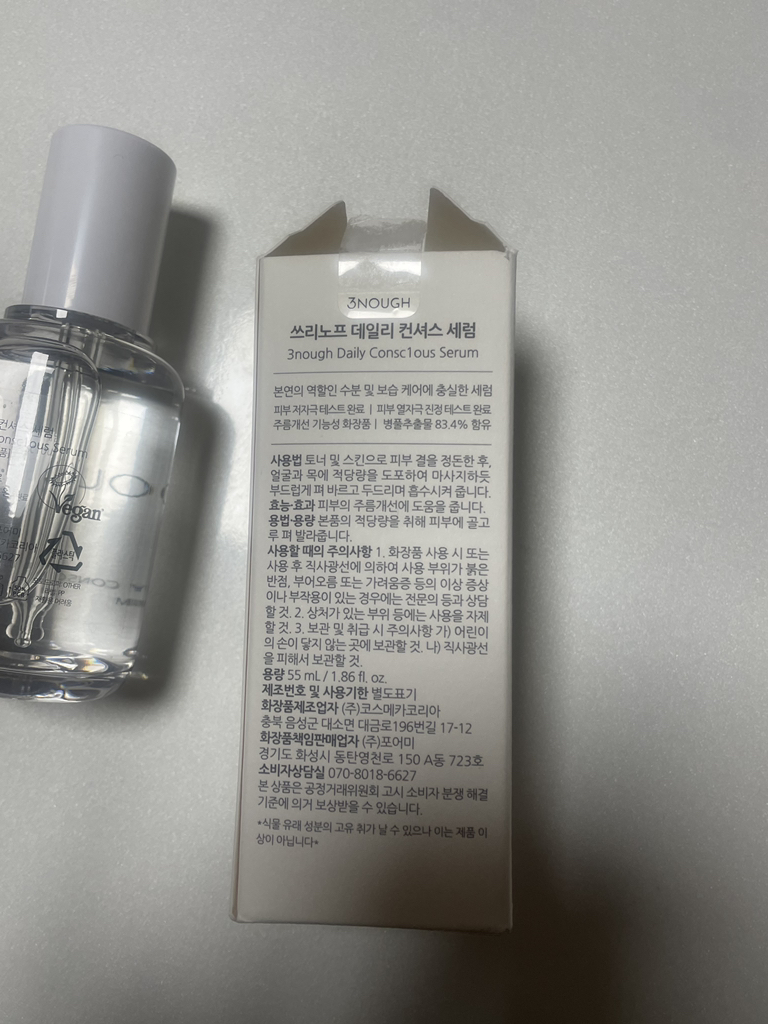 3NOUGH
쓰리노프 데일리 컨셔스 세럼
3nough Daily Consc1ous Serum
본연의 역할인 수분 및 보습 케어에 충실한 세럼
피부 저자극 테스트 완료 | 피부 열자극 진정 테스트 완료
주름개선 기능성 화장품 | 병풀추출물 83.4% 함유
사용법 토너 및 스킨으로 피부 결을 정돈한 후,
얼굴과 목에 적당량을 도포하여 마사지하듯
부드럽게 펴 바르고 두드리며 흡수시켜 줍니다.
효능·효과 피부의 주름개선에 도움을 줍니다.
용법·용량 본품의 적당량을 취해 피부에 골고
루 펴 발라줍니다.
사용할 때의 주의사항 1. 화장품 사용 시 또는
사용 후 직사광선에 의하여 사용 부위가 붉은
반점, 부어오름 또는 가려움증 등의 이상 증상
이나 부작용이 있는 경우에는 전문의 등과 상담
할 것. 2. 상처가 있는 부위 등에는 사용을 자제
할 것. 3. 보관 및 취급 시 주의사항 가) 어린이
의 손이 닿지 않는 곳에 보관할 것. 나) 직사광선
을 피해서 보관할 것.
용량 55 mL / 1.86 fl. oz.
제조번호 및 사용기한 별도표기
화장품제조업자 (주)코스메카코리아
충북 음성군 대소면 대금로196번길 17-12
화장품책임판매업자 (주)포어미
경기도 화성시 동탄영천로 150 A동 723호
소비자상담실 070-8018-6627
본 상품은 공정거래위원회 고시 소비자 분쟁 해결
기준에 의거 보상받을 수 있습니다.
*식물 유래 성분의 고유 취가 날 수 있으나 이는 제품 이
상이 아닙니다*
세럼
Serum
Vegan
플라스틱
OTHER
PP